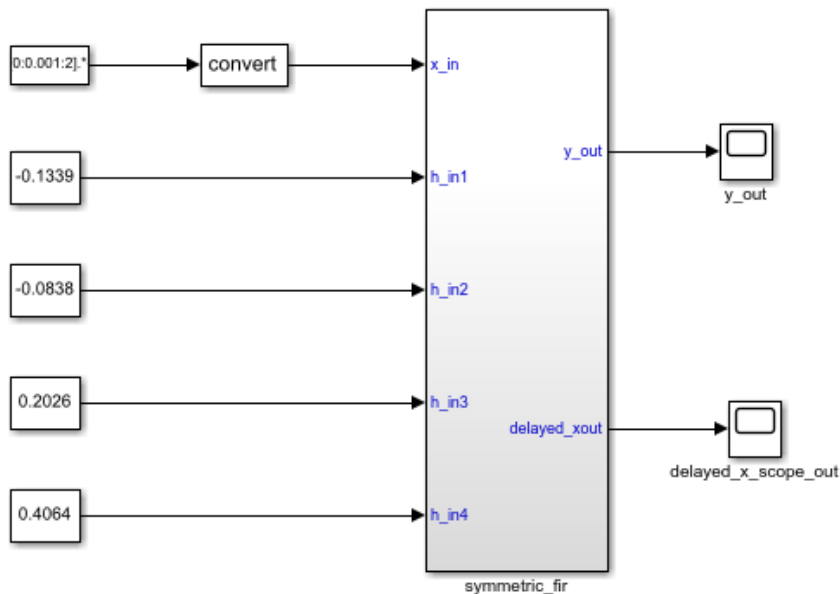 0:0.001:2].*
convert
x_in
-0.1339
h_in1
y_out
y_out
-0.0838
h_in2
0.2026
h_in3
delayed_xout
delayed_x_scope_out
0.4064
h_in4
symmetric_fir